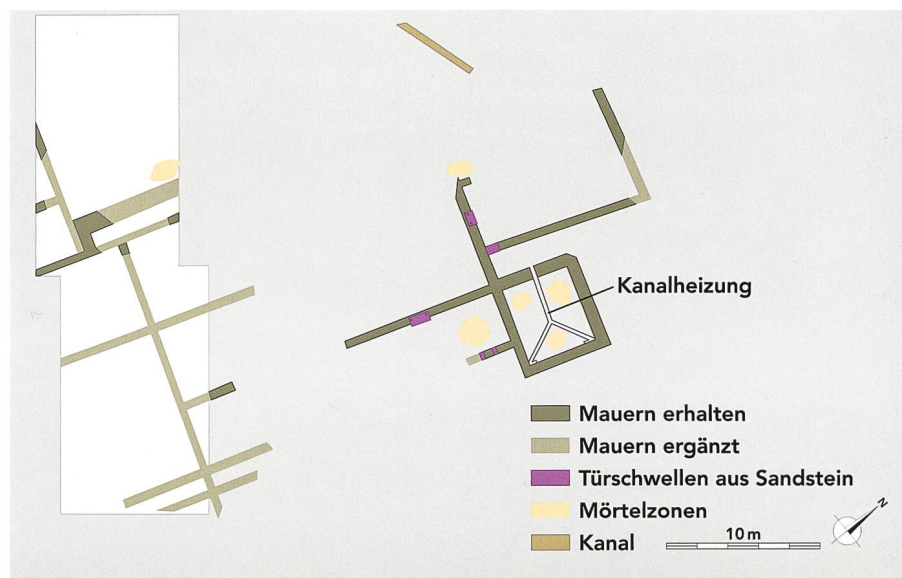 Kanalheizung
Mauern erhalten
Mauern ergänzt
Türschwellen aus Sandstein
Mörtelzonen
Kanal
10 m
N